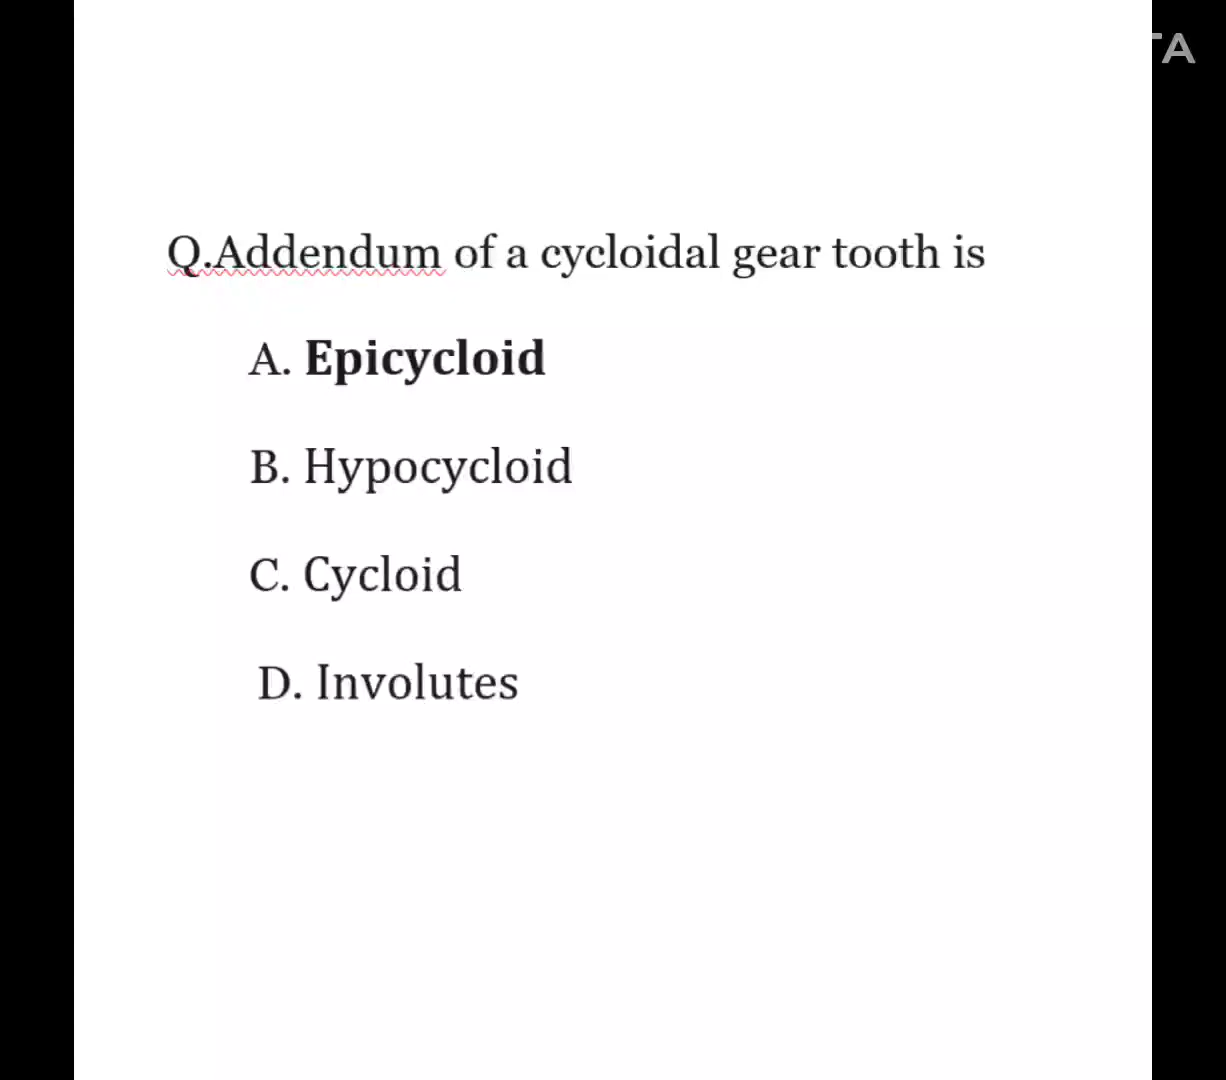 Q.Addendum of a cycloidal gear tooth is
A. Epicycloid
B. Hypocycloid
C. Cycloid
D. Involutes